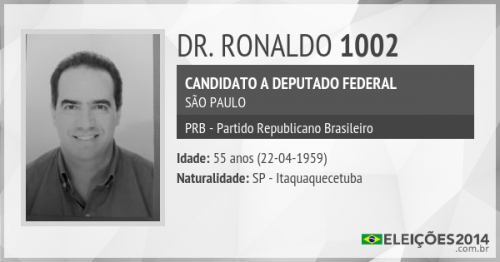 DR. RONALDO 1002
CANDIDATO A DEPUTADO FEDERAL
SÃO PAULO
PRB - Partido Republicano Brasileiro
Idade: 55 anos (22-04-1959)
Naturalidade: SP - Itaquaquecetuba
ELEIÇÕES2014
.com.br